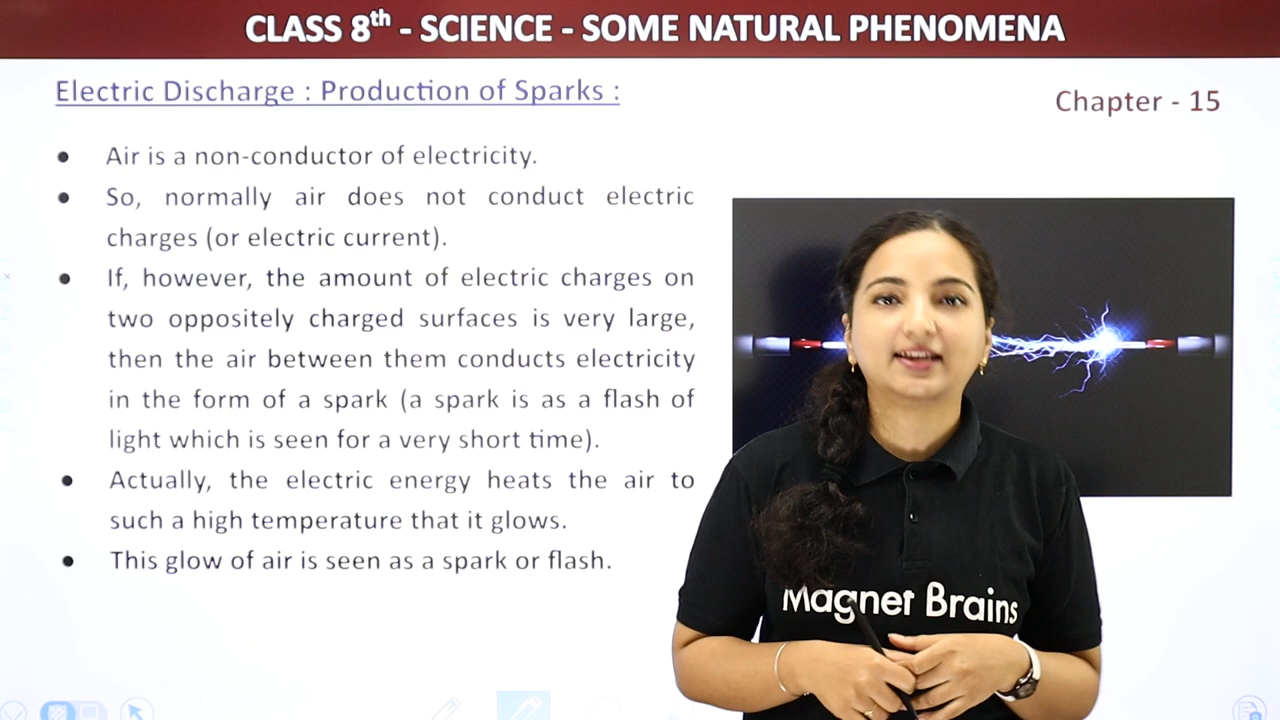 CLASS 8th - SCIENCE - SOME NATURAL PHENOMENA
Electric Discharge : Production of Sparks :
Chapter - 15
• Air is a non-conductor of electricity.
• So, normally air does not conduct electric
charges (or electric current).
• If, however, the amount of electric charges on
two oppositely charged surfaces is very large,
then the air between them conducts electricity
in the form of a spark (a spark is as a flash of
light which is seen for a very short time).
• Actually, the electric energy heats the air to
such a high temperature that it glows.
• This glow of air is seen as a spark or flash.
Magnet Brains